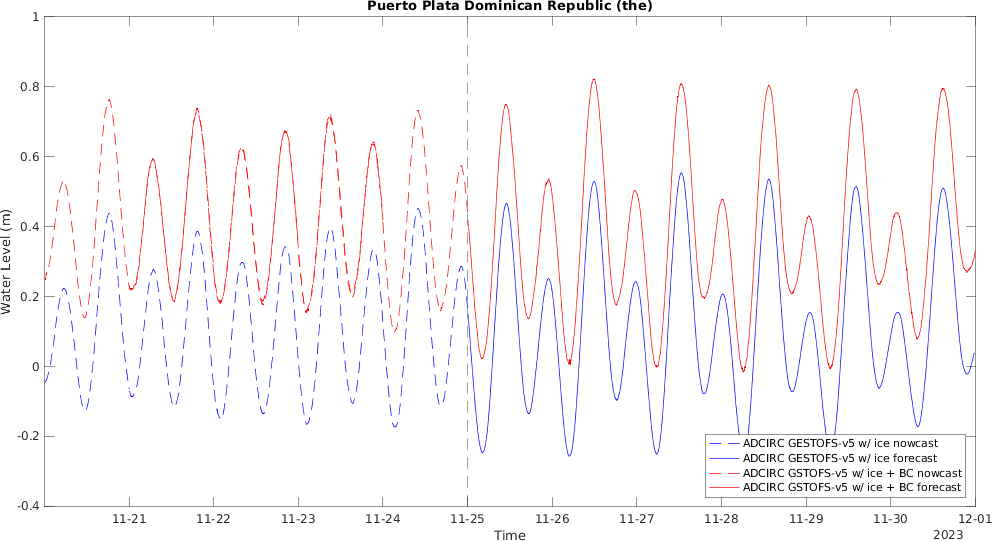 Puerto Plata Dominican Republic (the)
1
0.8
0.6
0.4
0.2
0
-0.2
-0.4
Water Level (m)
ADCIRC GESTOFS-v5 w/ ice nowcast
ADCIRC GESTOFS-v5 w/ ice forecast
ADCIRC GSTOFS-v5 w/ ice + BC nowcast
ADCIRC GSTOFS-v5 w/ ice + BC forecast
11-21 11-22 11-23 11-24 11-25 11-26 11-27 11-28 11-29 11-30 12-01
Time
2023